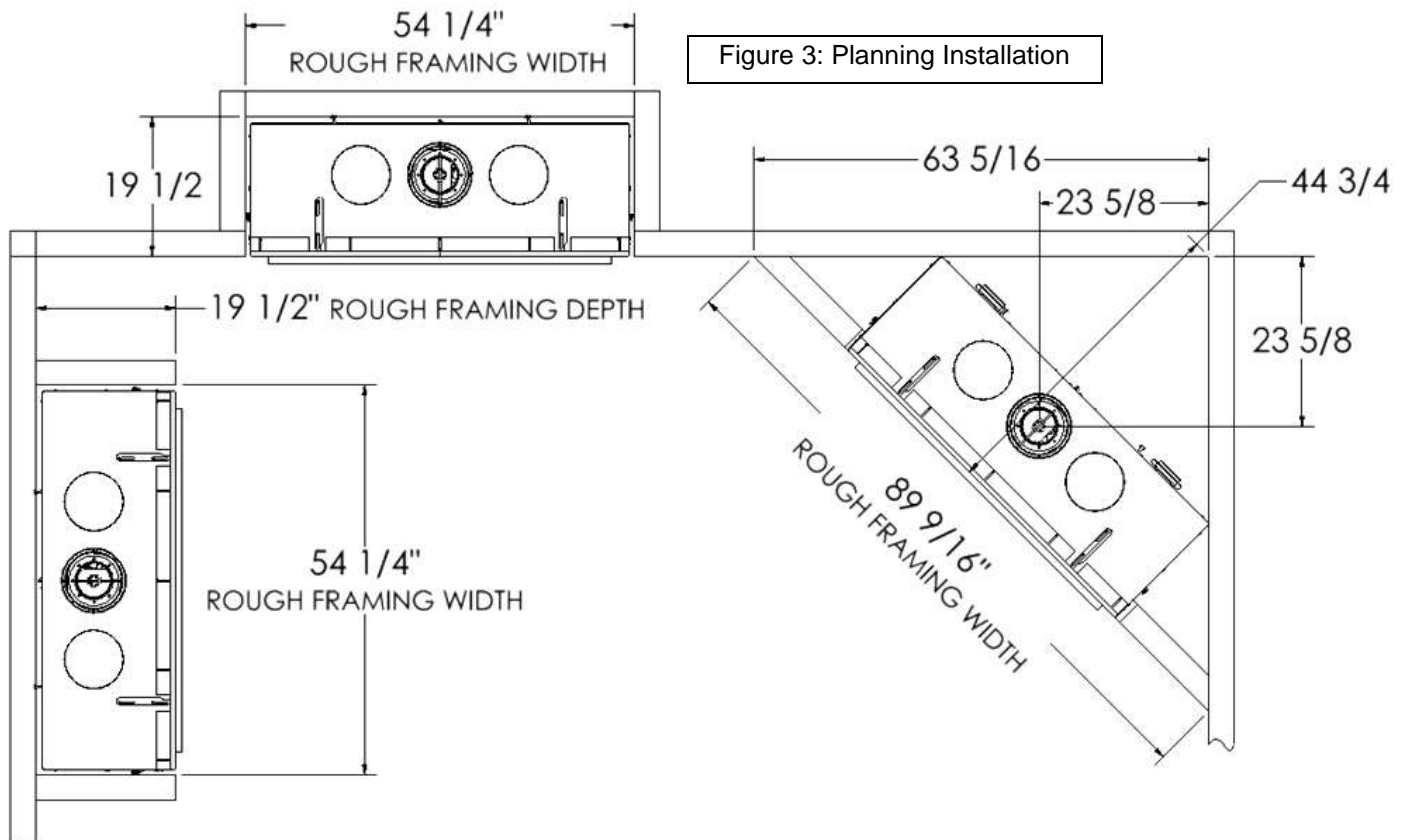 54 1/4"
ROUGH FRAMING WIDTH
Figure 3: Planning Installation
19 1/2
63 5/16
23 5/8
44 3/4
23 5/8
19 1/2" ROUGH FRAMING DEPTH
54 1/4"
ROUGH FRAMING WIDTH
89 9/16"
ROUGH FRAMING WIDTH